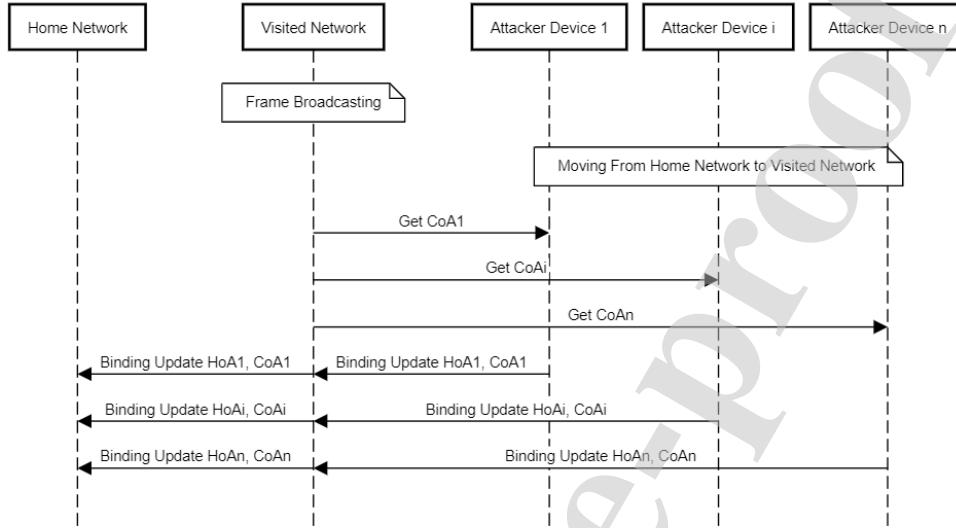 Home Network
Visited Network
Attacker Device 1
Attacker Device i
Attacker Device n
Frame Broadcasting
Moving From Home Network to Visited Network
Get CoA1
Get CoAi
Get CoAn
Binding Update HoA1, CoA1
Binding Update HoA1, CoA1
Binding Update HoAi, CoAi
Binding Update HoAi, CoAi
Binding Update HoAn, CoAn
Binding Update HoAn, CoAn
e-proof